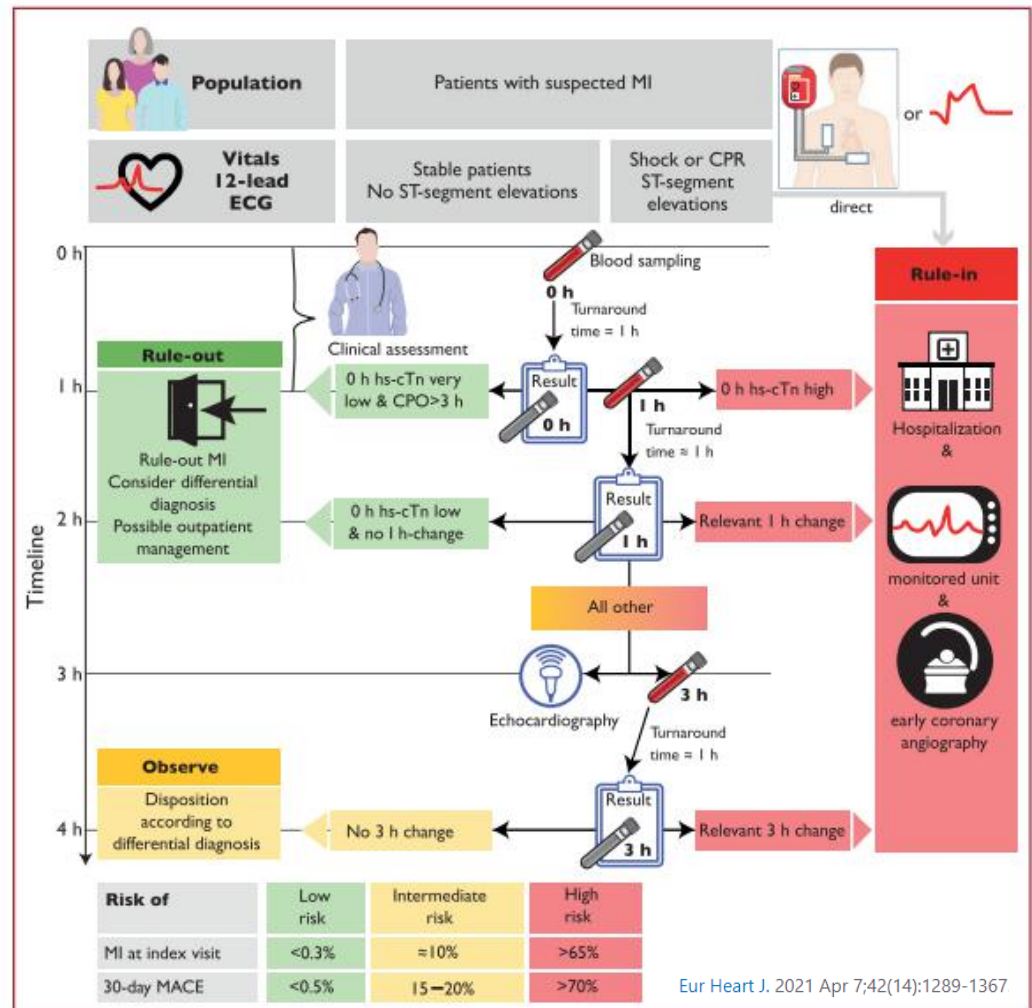 Population
Patients with suspected MI
or
Vitals
12-lead
ECG
Stable patients
No ST-segment elevations
Shock or CPR
ST-segment
elevations
direct
0 h
Blood sampling
0 h
Turnaround
time = 1 h
Rule-in
Clinical assessment
Rule-out
1 h
0 h hs-cTn very
low & CPO>3 h
Result
0 h
1 h
0 h hs-cTn high
Turnaround
time ≈ 1 h
Hospitalization
&
Rule-out MI
Consider differential
diagnosis
Possible outpatient
management
2 h
0 h hs-cTn low
& no 1 h-change
Result
1 h
Relevant 1 h change
monitored unit
&
Timeline
All other
3 h
Echocardiography
3 h
early coronary
angiography
Turnaround
time ≈ 1 h
Observe
Disposition
according to
differential diagnosis
4 h
No 3 h change
Result
3 h
Relevant 3 h change
Risk of
Low
risk
Intermediate
risk
High
risk
MI at index visit
<0.3%
≈10%
>65%
30-day MACE
<0.5%
15–20%
>70%
Eur Heart J. 2021 Apr 7;42(14):1289-1367